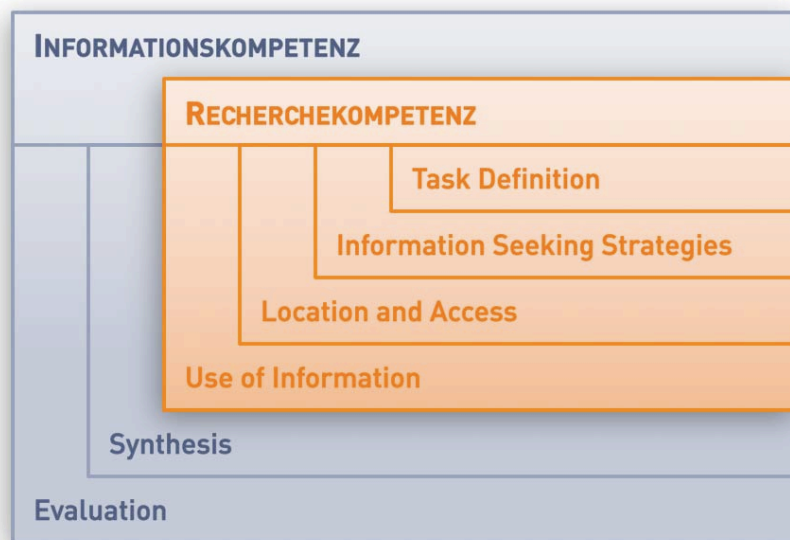 INFORMATIONSKOMPETENZ
RECHERCHEKOMPETENZ
Task Definition
Information Seeking Strategies
Location and Access
Use of Information
Synthesis
Evaluation